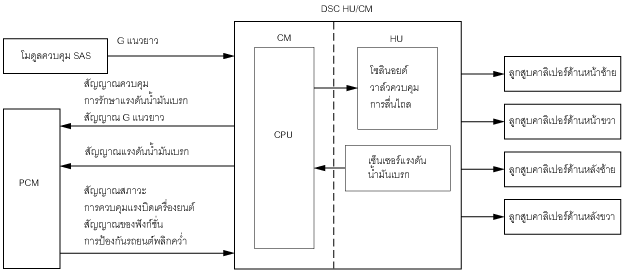 DSC HU/CM
G แนวยาว
CM
HU
โมดูลควบคุม SAS
โซลินอยด์
วาล์วควบคุม
การลื่นไถล
ลูกสูบคาลิเปอร์ด้านหน้าซ้าย
สัญญาณควบคุม
การรักษาแรงดันน้ำมันเบรก
สัญญาณ G แนวยาว
ลูกสูบคาลิเปอร์ด้านหน้าขวา
CPU
สัญญาณแรงดันน้ำมันเบรก
เซ็นเซอร์แรงดัน
น้ำมันเบรก
ลูกสูบคาลิเปอร์ด้านหลังซ้าย
PCM
สัญญาณสภาวะ
การควบคุมแรงบิดเครื่องยนต์
สัญญาณของฟังก์ชั่น
การป้องกันรถยนต์พลิกคว่ำ
ลูกสูบคาลิเปอร์ด้านหลังขวา